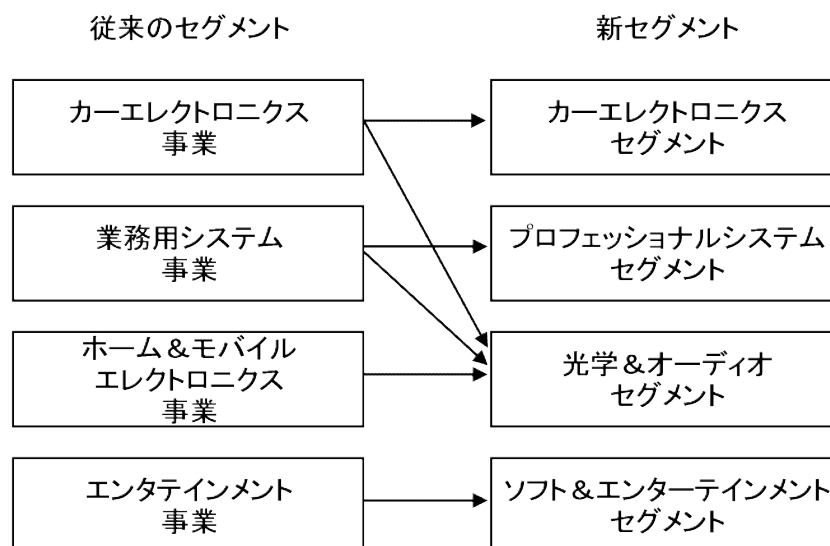 従来のセグメント
新セグメント
カーエレクトロニクス
事業
カーエレクトロニクス
セグメント
業務用システム
事業
プロフェッショナルシステム
セグメント
ホーム&モバイル
エレクトロニクス
事業
光学&オーディオ
セグメント
エンタテインメント
事業
ソフト&エンターテインメント
セグメント